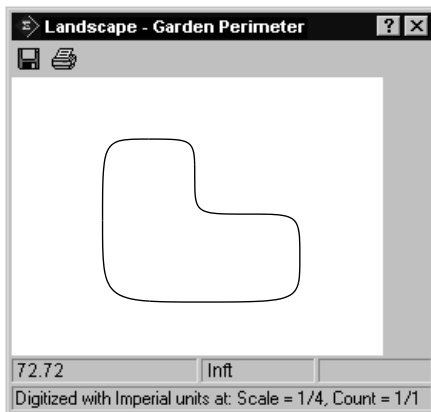 Landscape - Garden Perimeter
72.72 lnft
Digitized with Imperial units at: Scale = 1/4, Count = 1/1